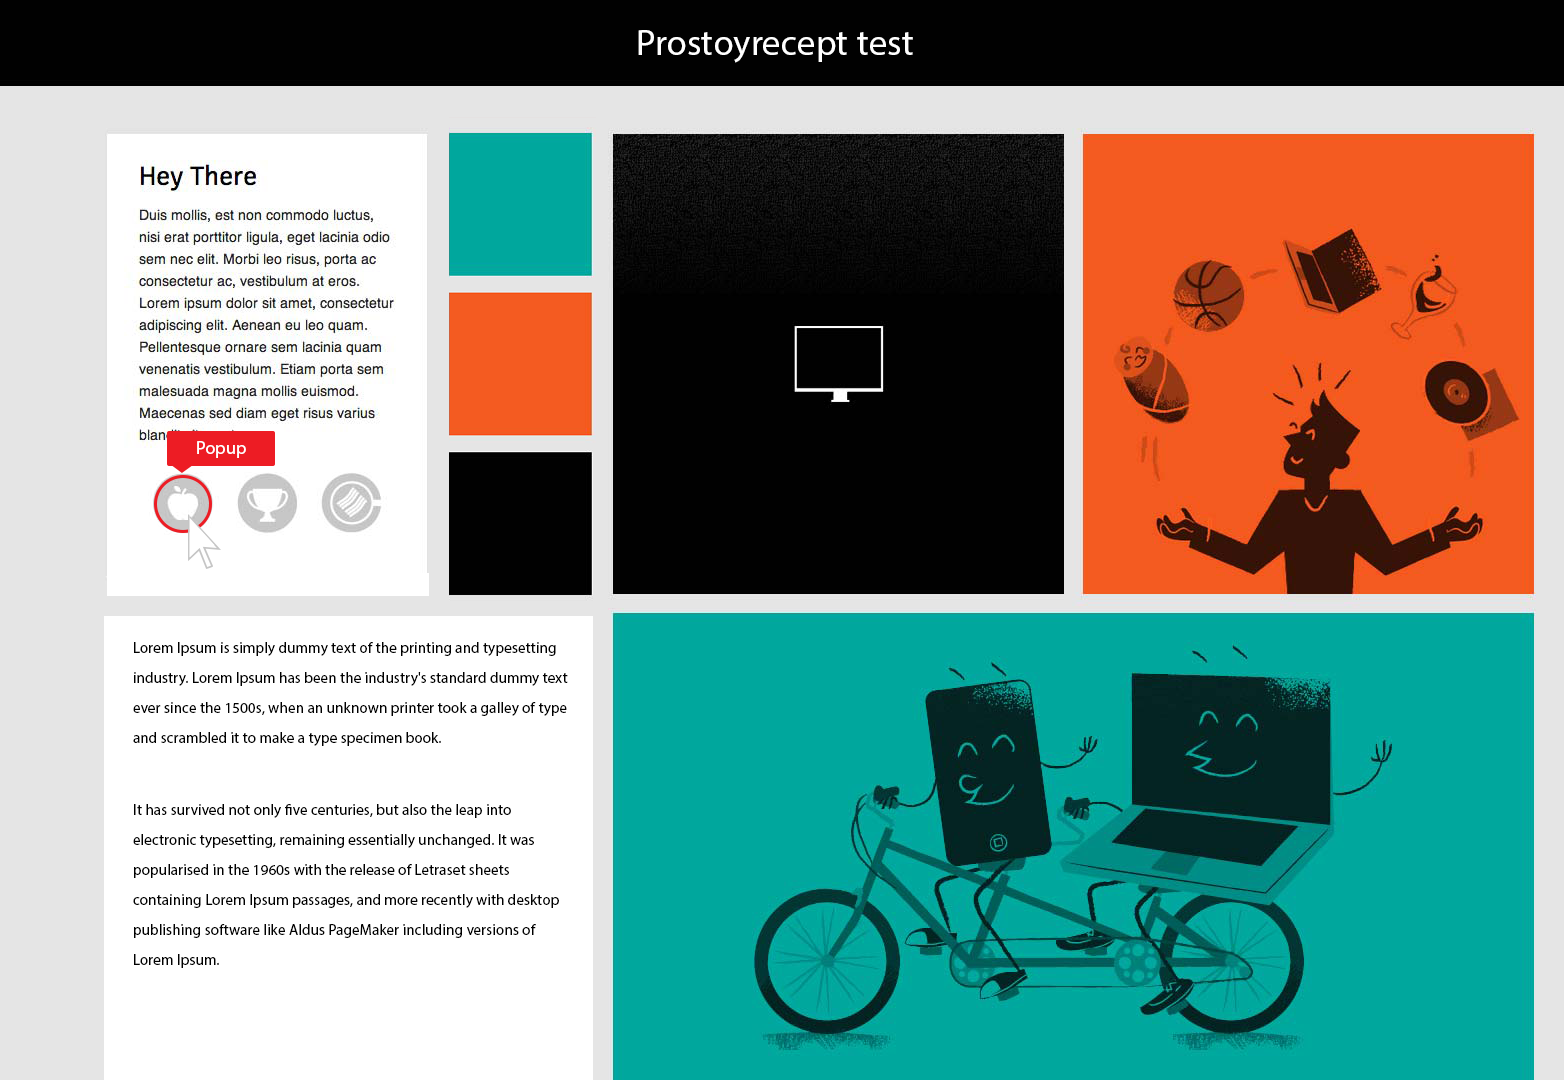 Prostoyrecept test
Hey There
Duis mollis, est non commodo luctus,
nisi erat porttitor ligula, eget lacinia odio
sem nec elit. Morbi leo risus, porta ac
consectetur ac, vestibulum at eros.
Lorem ipsum dolor sit amet, consectetur
adipiscing elit. Aenean eu leo quam.
Pellentesque ornare sem lacinia quam
venenatis vestibulum. Etiam porta sem
malesuada magna mollis euismod.
Maecenas sed diam eget risus varius
Popup
Lorem Ipsum is simply dummy text of the printing and typesetting
industry. Lorem Ipsum has been the industry's standard dummy text
ever since the 1500s, when an unknown printer took a galley of type
and scrambled it to make a type specimen book.
It has survived not only five centuries, but also the leap into
electronic typesetting, remaining essentially unchanged. It was
popularised in the 1960s with the release of Letraset sheets
containing Lorem Ipsum passages, and more recently with desktop
publishing software like Aldus PageMaker including versions of
Lorem Ipsum.